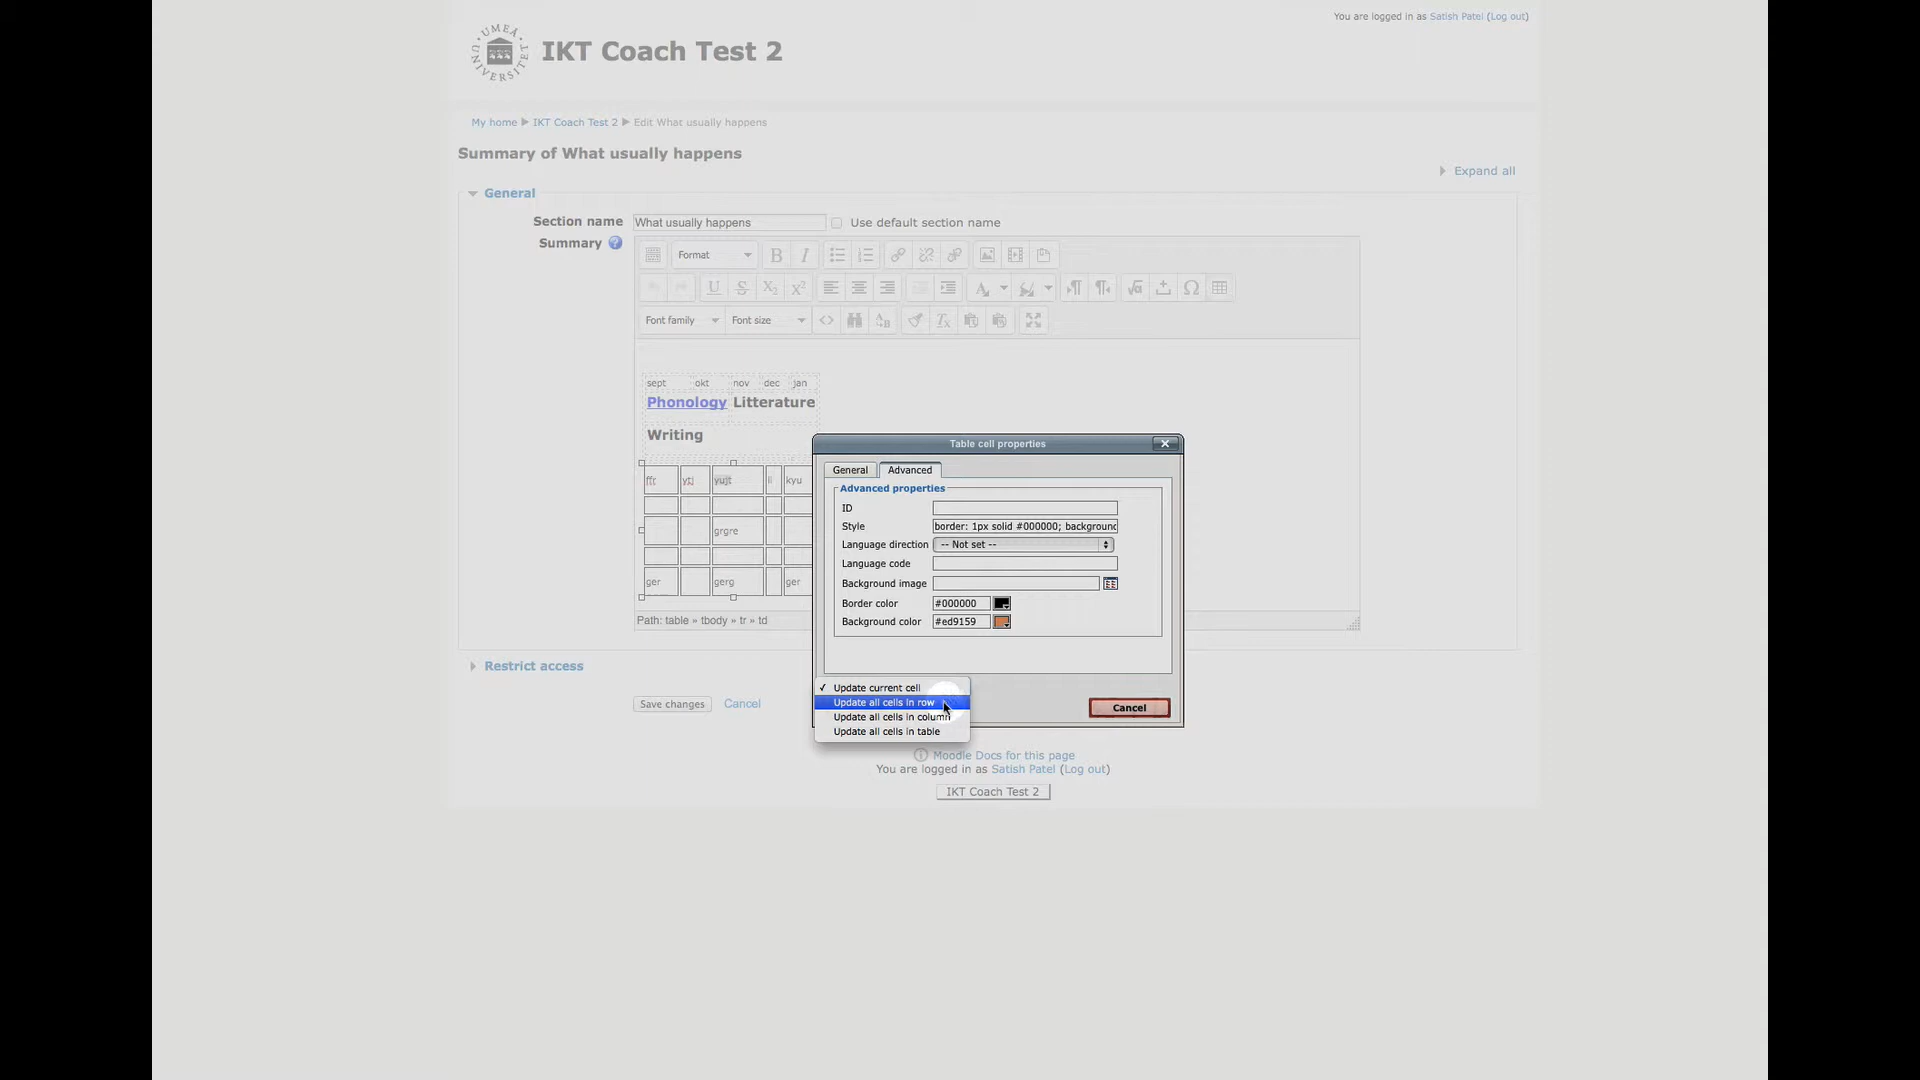 You are logged in as Satish Patel (Log out)
UMEÅ UNIVERSITET
IKT Coach Test 2
My home IKT Coach Test 2 Edit What usually happens
Summary of What usually happens
Expand all
General
Section name What usually happens Use default section name
Summary
Format B I
U S X2 X2 A Ω
Font family Font size
sept okt nov dec jan
Phonology Litterature
Writing
Table cell properties
General Advanced
Advanced properties
ytj yujt kyu
ID
Style border: 1px solid #000000; background
grgre
Language direction -- Not set --
Language code
ger gerg ger
Background image
Border color #000000
Background color #ed9159
Path: table » tbody » tr » td
Restrict access
✓ Update current cell
Update all cells in row
Update all cells in column
Update all cells in table
Save changes Cancel
Cancel
Moodle Docs for this page
You are logged in as Satish Patel (Log out)
IKT Coach Test 2